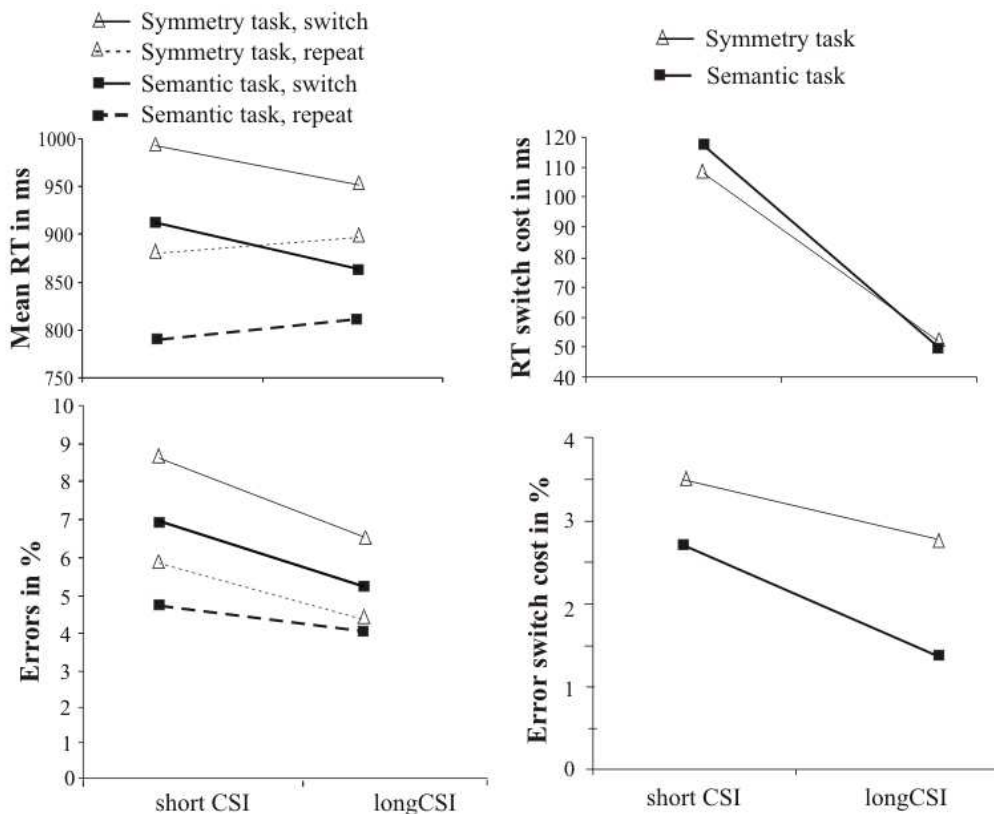 Symmetry task, switch
Symmetry task, repeat
Semantic task, switch
Semantic task, repeat
Mean RT in ms
1000
950
900
850
800
750
Symmetry task
Semantic task
RT switch cost in ms
120
110
100
90
80
70
60
50
40
Errors in %
10
9
8
7
6
5
4
3
2
1
0
short CSI
longCSI
Error switch cost in %
4
3
2
1
0
short CSI
longCSI